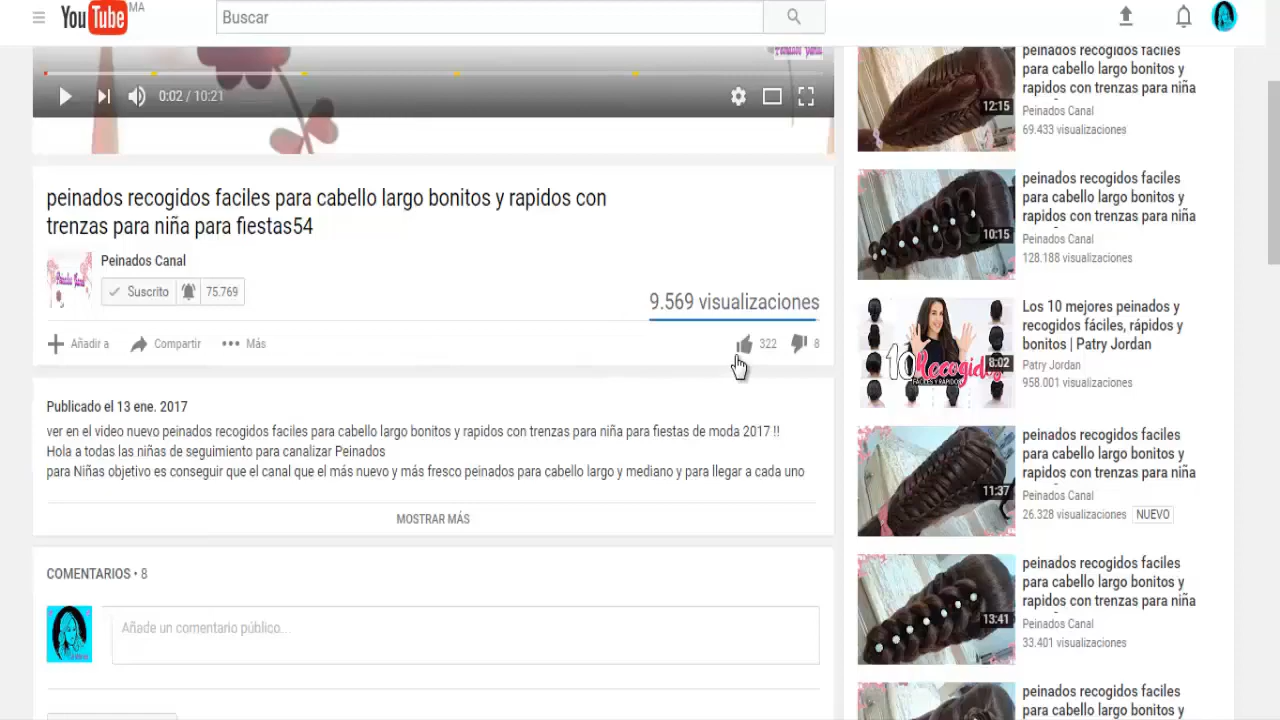 YouTube MA
Buscar
Peinados Canal
0:02 / 10:21
peinados recogidos faciles para cabello largo bonitos y rapidos con
trenzas para niña para fiestas54
Peinados Canal
Peinados Canal
Suscrito 75.769
9.569 visualizaciones
Añadir a Compartir Más 322 8
Publicado el 13 ene. 2017
ver en el video nuevo peinados recogidos faciles para cabello largo bonitos y rapidos con trenzas para niña para fiestas de moda 2017 !!
Hola a todas las niñas de seguimiento para canalizar Peinados
para Niñas objetivo es conseguir que el canal que el más nuevo y más fresco peinados para cabello largo y mediano y para llegar a cada uno
MOSTRAR MÁS
COMENTARIOS • 8
Añade un comentario público...
peinados recogidos faciles
para cabello largo bonitos y
rapidos con trenzas para niña
12:15
Peinados Canal
69.433 visualizaciones
peinados recogidos faciles
para cabello largo bonitos y
rapidos con trenzas para niña
10:15
Peinados Canal
128.188 visualizaciones
Los 10 mejores peinados y
recogidos fáciles, rápidos y
bonitos | Patry Jordan
10 Recogidos
FÁCILES Y RÁPIDOS
8:02
Patry Jordan
958.001 visualizaciones
peinados recogidos faciles
para cabello largo bonitos y
rapidos con trenzas para niña
11:37
Peinados Canal
26.328 visualizaciones NUEVO
peinados recogidos faciles
para cabello largo bonitos y
rapidos con trenzas para niña
13:41
Peinados Canal
33.401 visualizaciones
peinados recogidos faciles
para cabello largo bonitos y